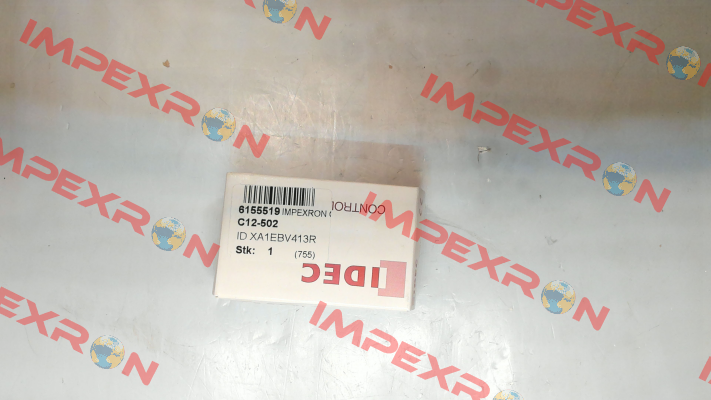 IMPEXRON
IMPEXRON
IMPEXRON
IMPEXRON
6155519 IMPEXRON
C12-502
ID XA1EBV413R
Stk: 1 (755)
CONTROL
IDEC
IMPEXRON
IMPEXRON
IMPEXRON